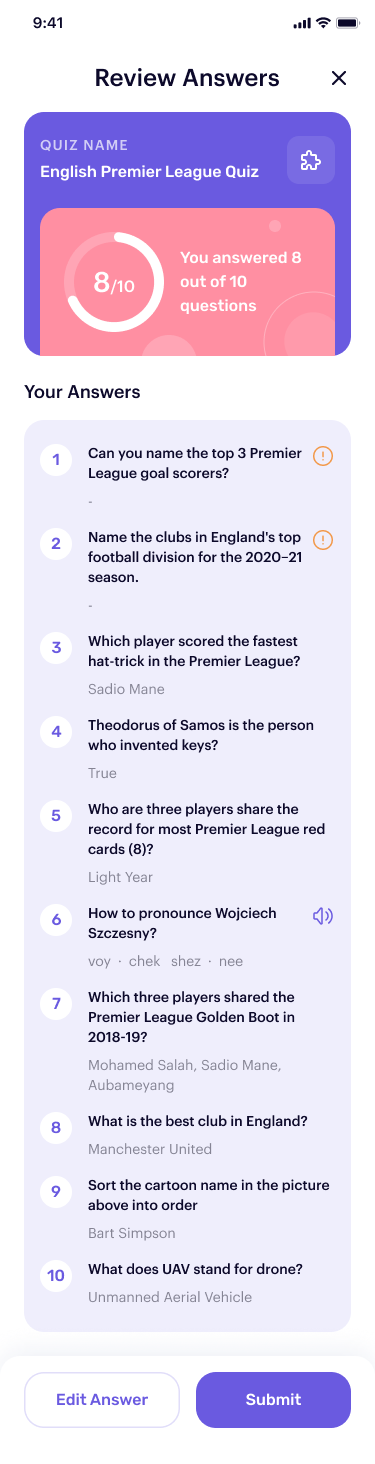 9:41
Review Answers
QUIZ NAME
English Premier League Quiz
8/10
You answered 8
out of 10
questions
Your Answers
1
Can you name the top 3 Premier
League goal scorers?
-
2
Name the clubs in England's top
football division for the 2020–21
season.
-
3
Which player scored the fastest
hat-trick in the Premier League?
Sadio Mane
4
Theodorus of Samos is the person
who invented keys?
True
5
Who are three players share the
record for most Premier League red
cards (8)?
Light Year
6
How to pronounce Wojciech
Szczesny?
voy · chek shez · nee
7
Which three players shared the
Premier League Golden Boot in
2018-19?
Mohamed Salah, Sadio Mane,
Aubameyang
8
What is the best club in England?
Manchester United
9
Sort the cartoon name in the picture
above into order
Bart Simpson
10
What does UAV stand for drone?
Unmanned Aerial Vehicle
Edit Answer
Submit